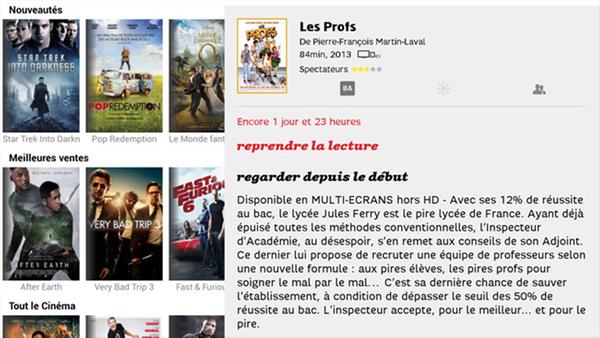 Nouveautés
STAR TREK
INTO DARKNESS
POP REDEMPTION
Star Trek Into Darkn
Pop Redemption
Le Monde fant
Meilleures ventes
AFTER EARTH
VERY BAD TRIP 3
FAST &
FURIOU
6
After Earth
Very Bad Trip 3
Fast & Furiou
Tout le Cinéma
LES
PROFS
Les Profs
De Pierre-François Martin-Laval
84min, 2013
Spectateurs
BA
Encore 1 jour et 23 heures
reprendre la lecture
regarder depuis le début
Disponible en MULTI-ECRANS hors HD - Avec ses 12% de réussite
au bac, le lycée Jules Ferry est le pire lycée de France. Ayant déjà
épuisé toutes les méthodes conventionnelles, l'Inspecteur
d'Académie, au désespoir, s'en remet aux conseils de son Adjoint.
Ce dernier lui propose de recruter une équipe de professeurs selon
une nouvelle formule : aux pires élèves, les pires profs pour
soigner le mal par le mal... C'est sa dernière chance de sauver
l'établissement, à condition de dépasser le seuil des 50% de
réussite au bac. L'inspecteur accepte, pour le meilleur... et pour le
pire.